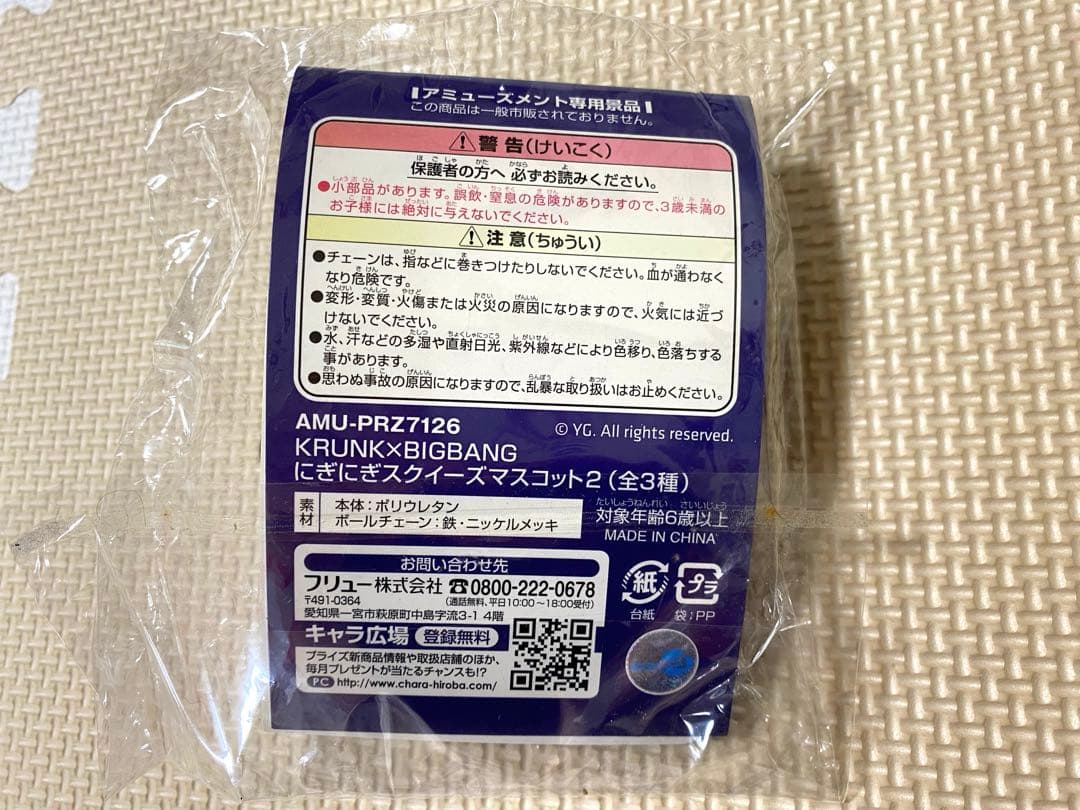 アミューズメント専用景品
この商品は一般市販されておりません。
警告(けいこく)
保護者の方へ 必ずお読みください。
●小部品があります。誤飲・窒息の危険がありますので、3歳未満の
お子様には絶対に与えないでください。
注意(ちゅうい)
●チェーンは、指などに巻きつけたりしないでください。血が通わなく
なり危険です。
●変形・変質・火傷または火災の原因になりますので、火気には近づ
けないでください。
●水、汗などの多湿や直射日光、紫外線などにより色移り、色落ちする
事があります。
●思わぬ事故の原因になりますので、乱暴な取り扱いはお止めください。
AMU-PRZ7126
© YG. All rights reserved.
KRUNK×BIGBANG
にぎにぎスクイーズマスコット2(全3種)
素材
本体:ポリウレタン
ボールチェーン:鉄・ニッケルメッキ
たいしょうねんれい さいいじょう
対象年齢6歳以上
MADE IN CHINA
お問い合わせ先
フリュー株式会社 ☎0800-222-0678
〒491-0364 (通話無料、平日10:00~18:00受付)
愛知県一宮市萩原町中島字流3-1 4階
紙
プラ
台紙
袋:PP
キャラ広場 登録無料
プライズ新商品情報や取扱店舗のほか、
毎月プレゼントが当たるチャンスも!?
PC http://www.chara-hiroba.com/